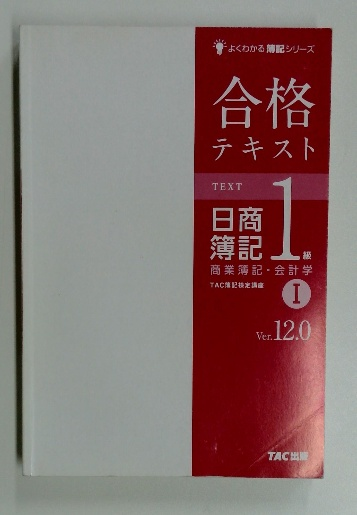 よくわかる簿記シリーズ
合格
テキスト
TEXT
日商
簿記
1級
商業簿記・会計学
TAC簿記検定講座
I
Ver.12.0
TAC出版